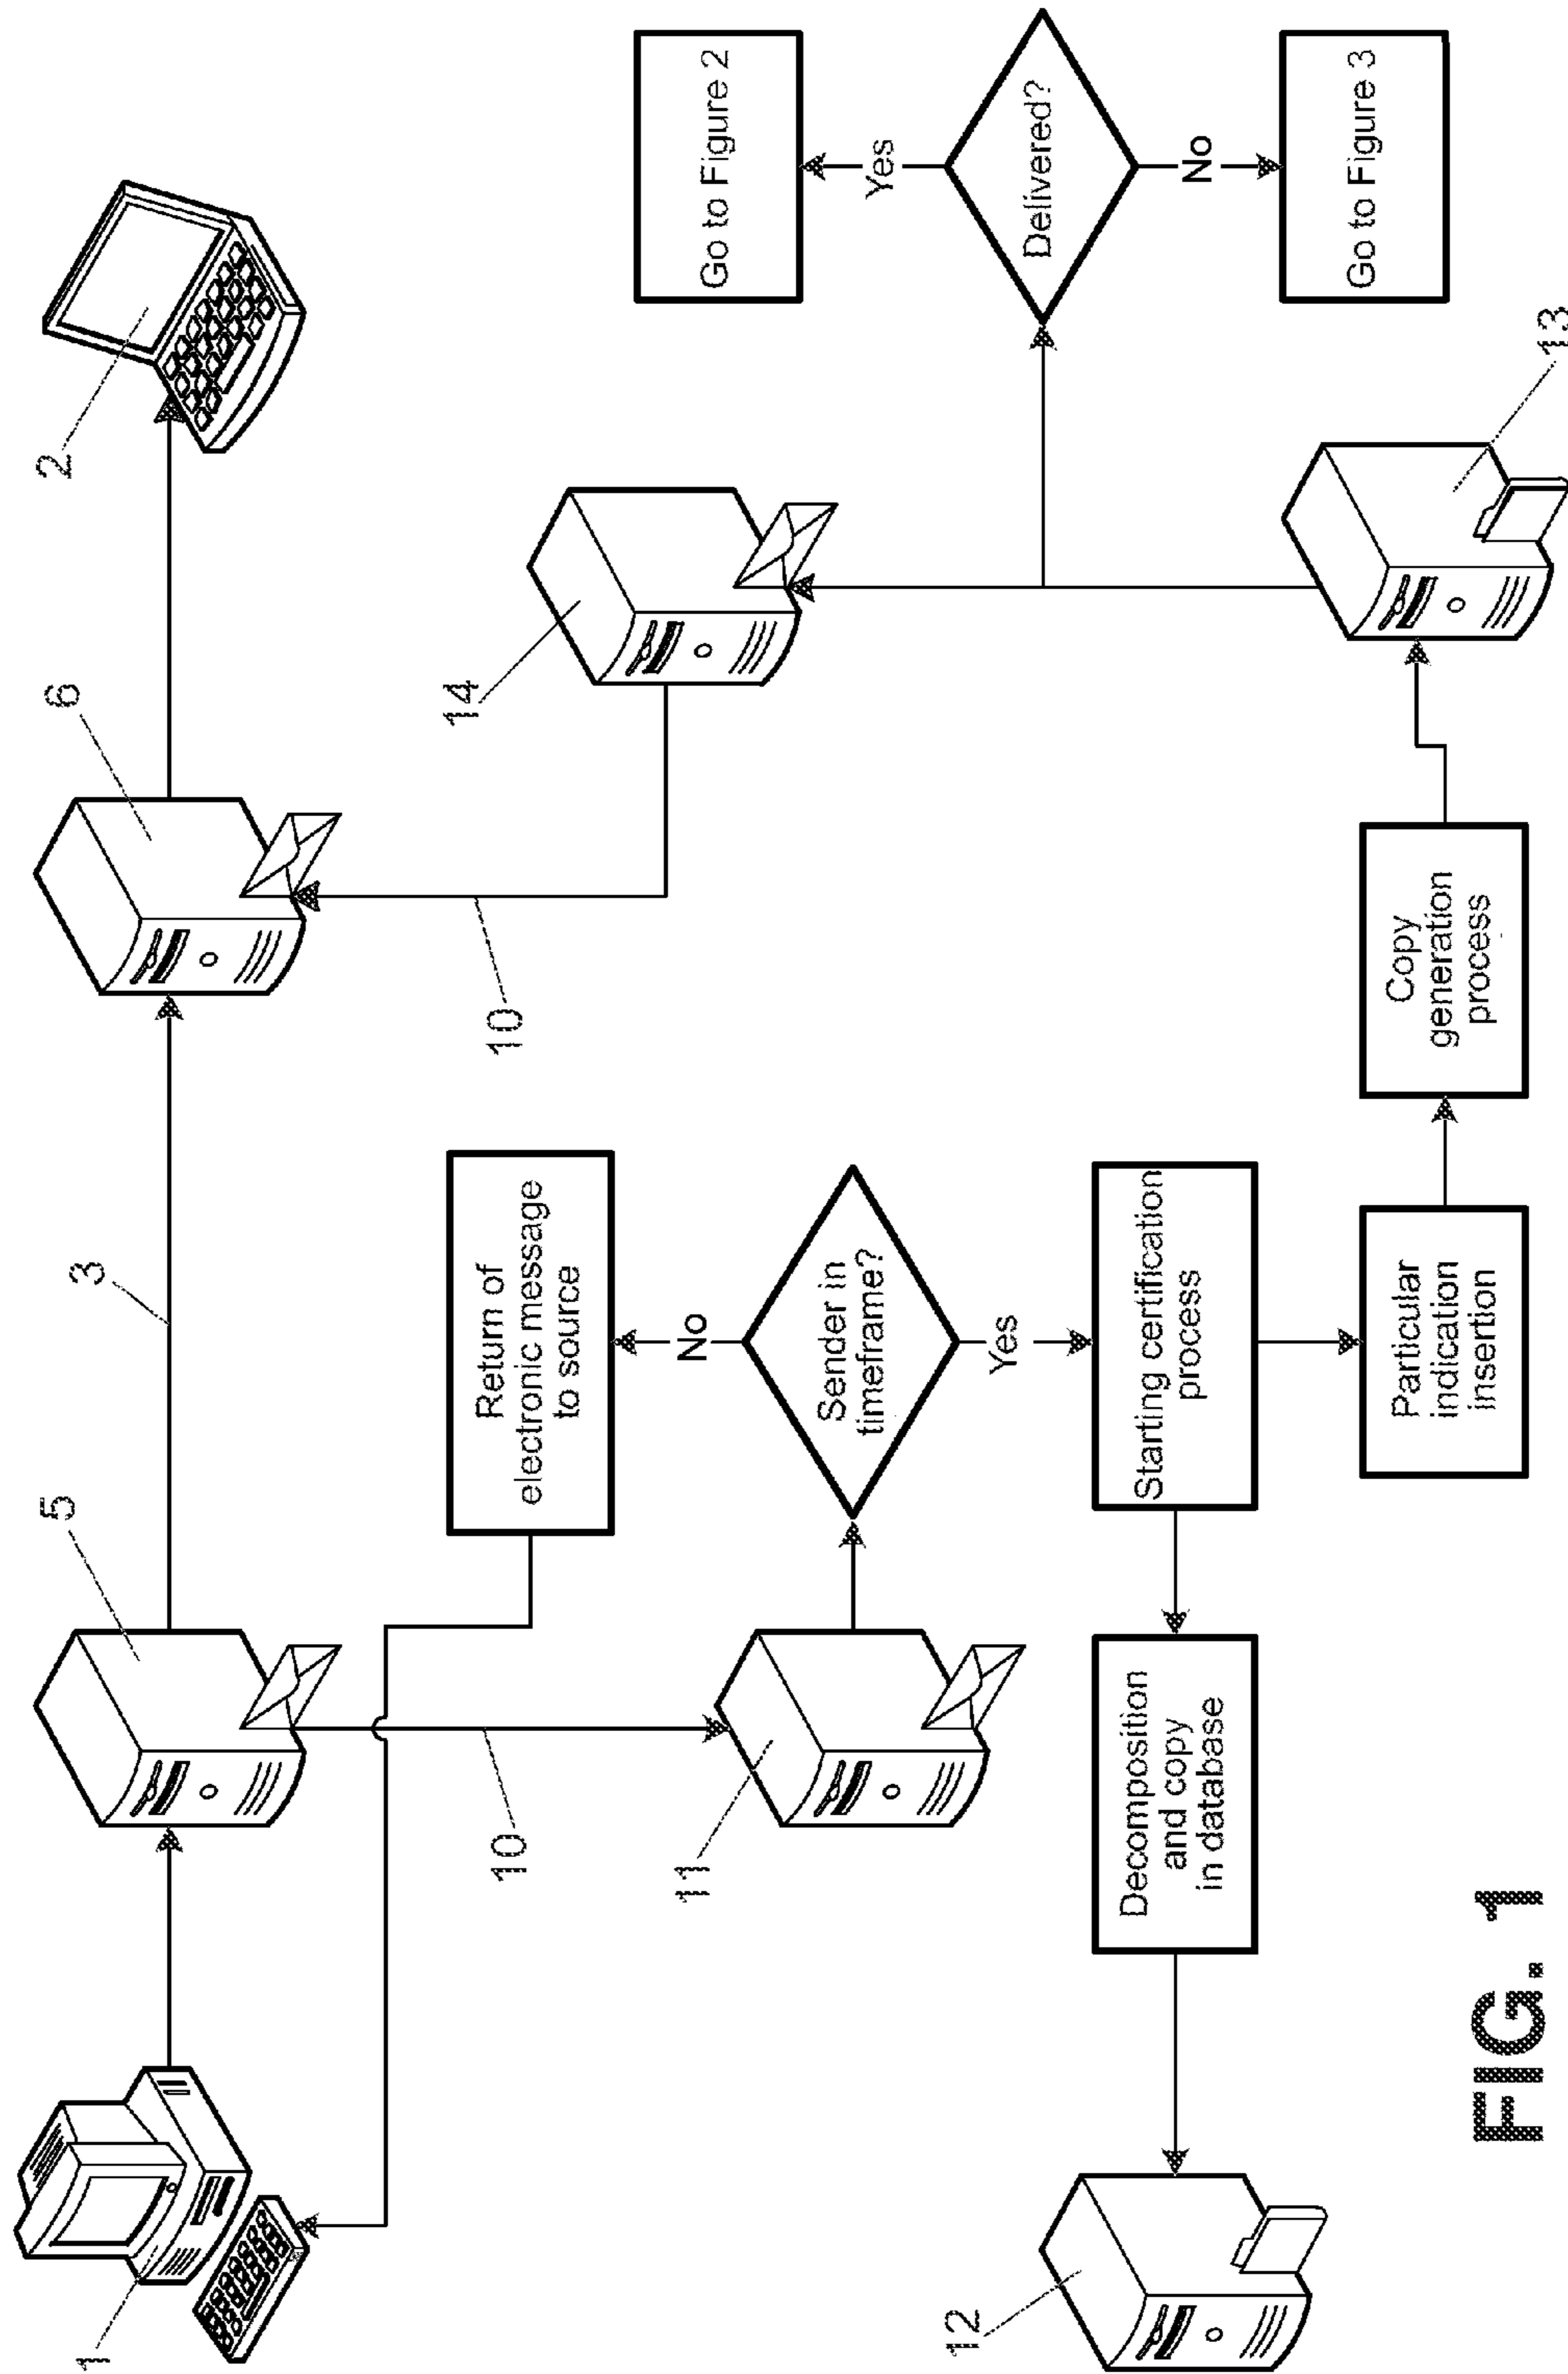 1
5
3
6
2
10
Return of
electronic message
to source
10
14
11
No
Sender in
timeframe?
Yes
Go to Figure 2
Yes
Delivered?
No
Go to Figure 3
12
Decomposition
and copy
in database
Starting certification
process
Particular
indication
insertion
Copy
generation
process
13
FIG. 1